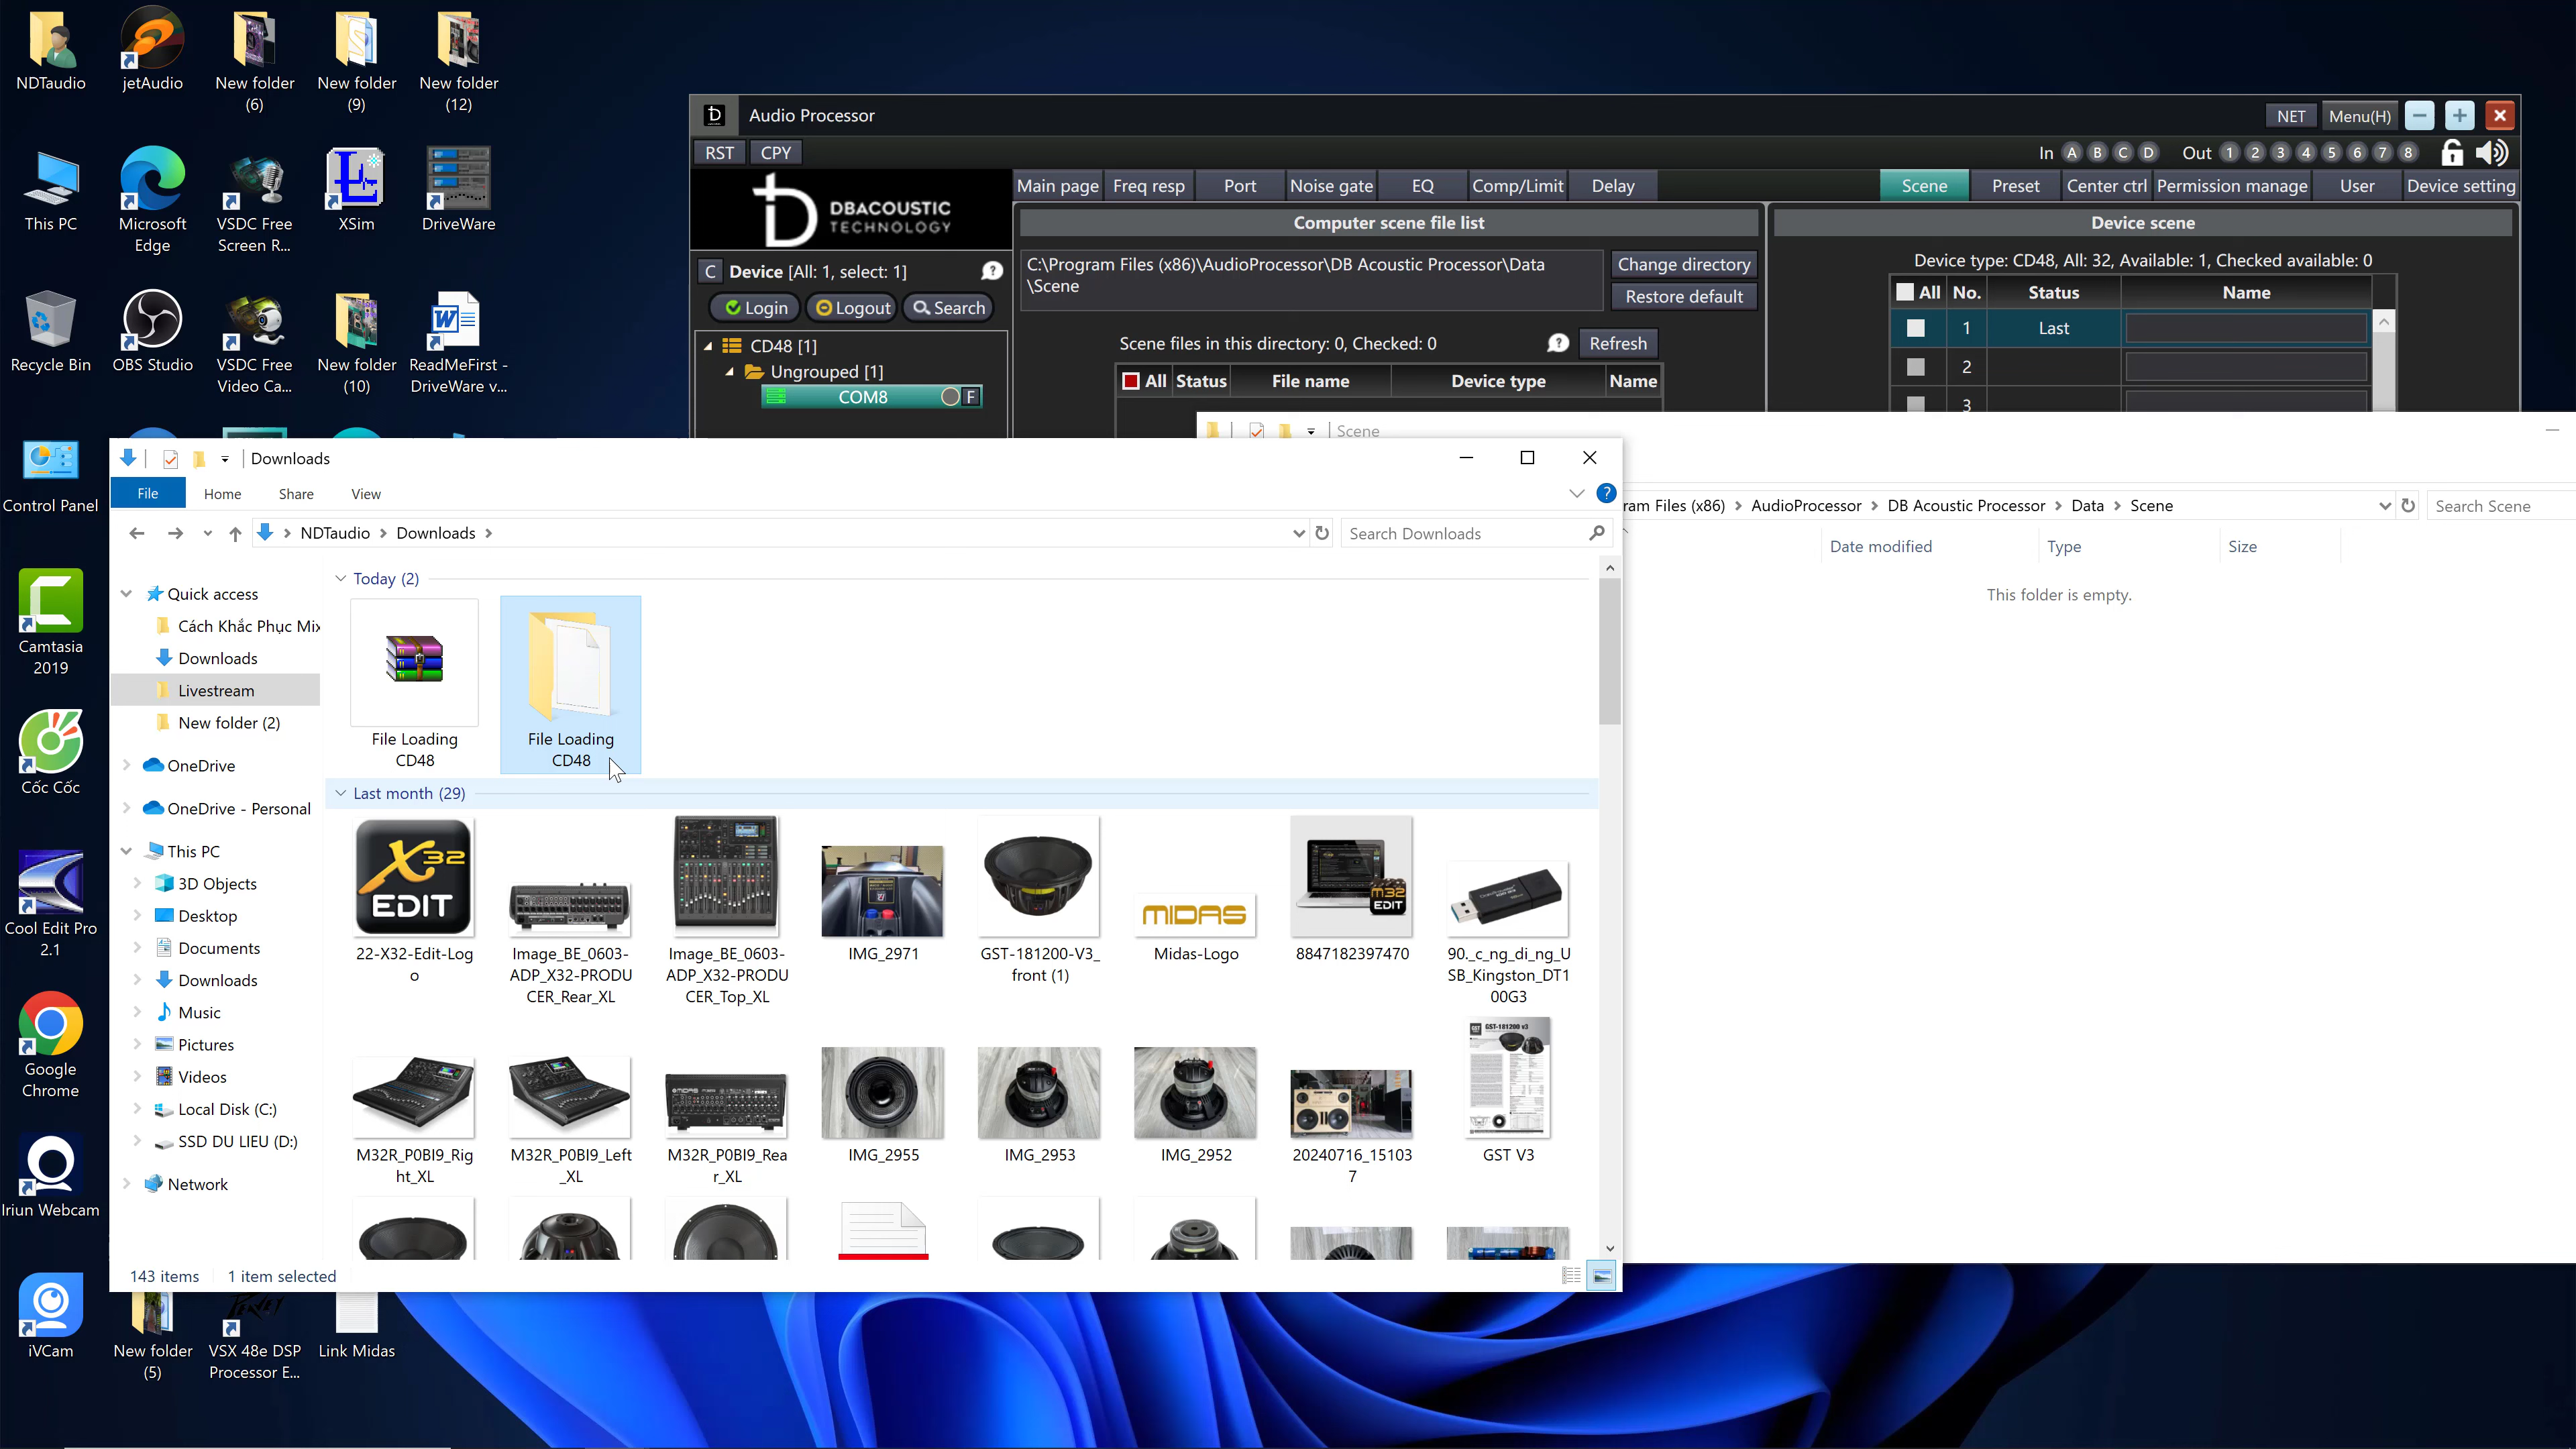 NDTaudio
jetAudio
New folder
(6)
New folder
(9)
New folder
(12)
This PC
Microsoft
Edge
VSDC Free
Screen R...
XSim
DriveWare
Recycle Bin
OBS Studio
VSDC Free
Video Ca...
New folder
(10)
ReadMeFirst -
DriveWare v...
Control Panel
Camtasia
2019
Cốc Cốc
Cool Edit Pro
2.1
Google
Chrome
Iriun Webcam
iVCam
New folder
(5)
VSX 48e DSP
Processor E...
Link Midas
Audio Processor
NET
Menu(H)
RST
CPY
In A B C D
Out 1 2 3 4 5 6 7 8
DBACOUSTIC
TECHNOLOGY
Main page
Freq resp
Port
Noise gate
EQ
Comp/Limit
Delay
Scene
Preset
Center ctrl
Permission manage
User
Device setting
C Device [All: 1, select: 1]
Login
Logout
Search
CD48 [1]
Ungrouped [1]
COM8
F
Computer scene file list
C:\Program Files (x86)\AudioProcessor\DB Acoustic Processor\Data
\Scene
Change directory
Restore default
Scene files in this directory: 0, Checked: 0
Refresh
All
Status
File name
Device type
Name
Device scene
Device type: CD48, All: 32, Available: 1, Checked available: 0
All
No.
Status
Name
1
Last
2
3
Scene
ram Files (x86)
AudioProcessor
DB Acoustic Processor
Data
Scene
Search Scene
Date modified
Type
Size
This folder is empty.
Downloads
File
Home
Share
View
NDTaudio
Downloads
Search Downloads
Quick access
Cách Khắc Phục Mix
Downloads
Livestream
New folder (2)
OneDrive
OneDrive - Personal
This PC
3D Objects
Desktop
Documents
Downloads
Music
Pictures
Videos
Local Disk (C:)
SSD DU LIEU (D:)
Network
Today (2)
File Loading
CD48
File Loading
CD48
Last month (29)
X32
EDIT
MIDAS
M32
EDIT
22-X32-Edit-Log
o
Image_BE_0603-
ADP_X32-PRODU
CER_Rear_XL
Image_BE_0603-
ADP_X32-PRODU
CER_Top_XL
IMG_2971
GST-181200-V3_
front (1)
Midas-Logo
8847182397470
90._c_ng_di_ng_U
SB_Kingston_DT1
00G3
GST-181200 v3
M32R_P0BI9_Rig
ht_XL
M32R_P0BI9_Left
_XL
M32R_P0BI9_Rea
r_XL
IMG_2955
IMG_2953
IMG_2952
20240716_15103
7
GST V3
143 items
1 item selected